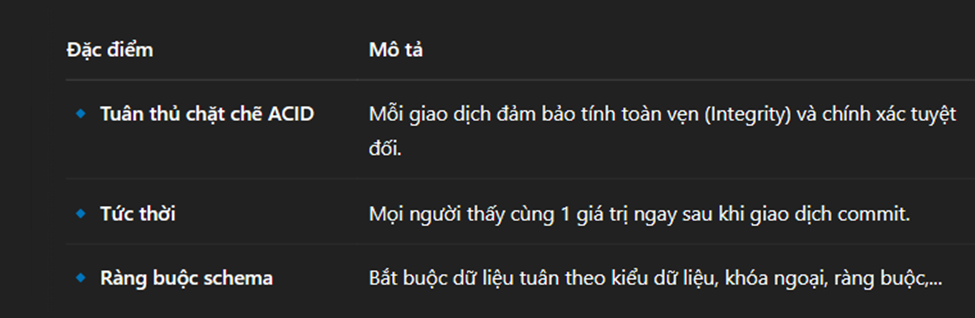 Đặc điểm Mô tả
Tuân thủ chặt chẽ ACID Mỗi giao dịch đảm bảo tính toàn vẹn (Integrity) và chính xác tuyệt
đối.
Tức thời Mọi người thấy cùng 1 giá trị ngay sau khi giao dịch commit.
Ràng buộc schema Bắt buộc dữ liệu tuân theo kiểu dữ liệu, khóa ngoại, ràng buộc,...